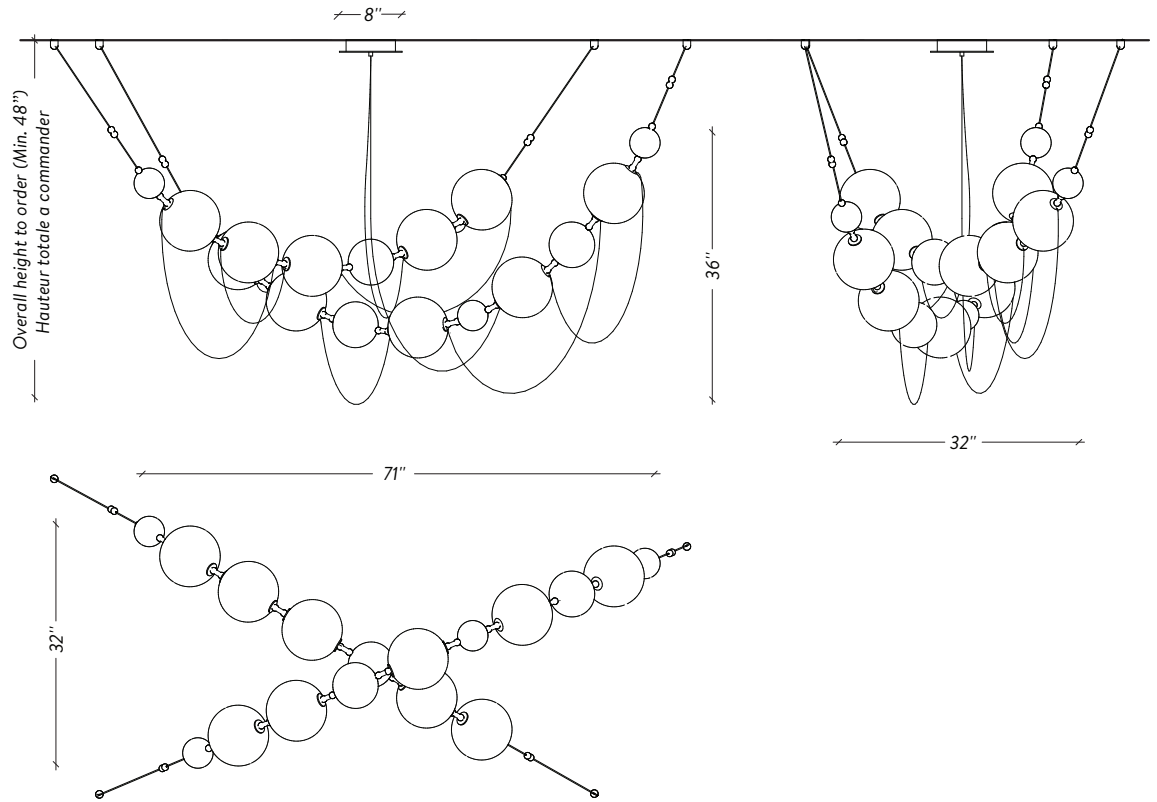 8"
Overall height to order (Min. 48")
Hauteur totale a commander
36"
32"
71"
32"